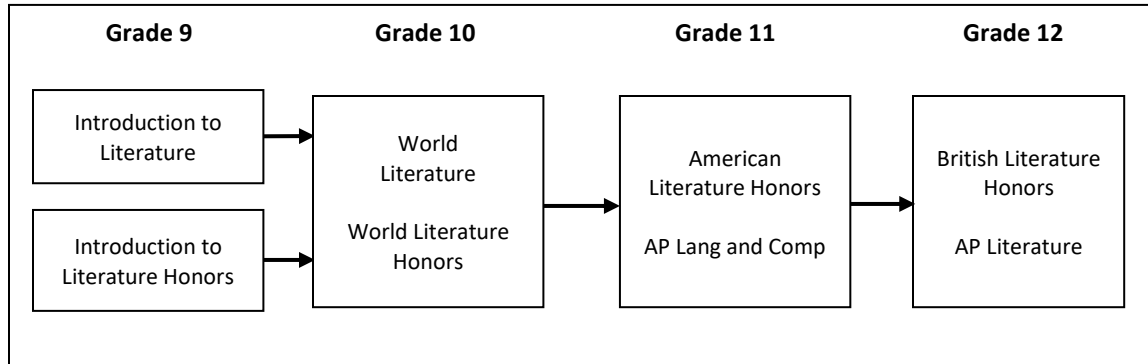 Grade 9
Grade 10
Grade 11
Grade 12
Introduction to
Literature
Introduction to
Literature Honors
World
Literature
World Literature
Honors
American
Literature Honors
AP Lang and Comp
British Literature
Honors
AP Literature